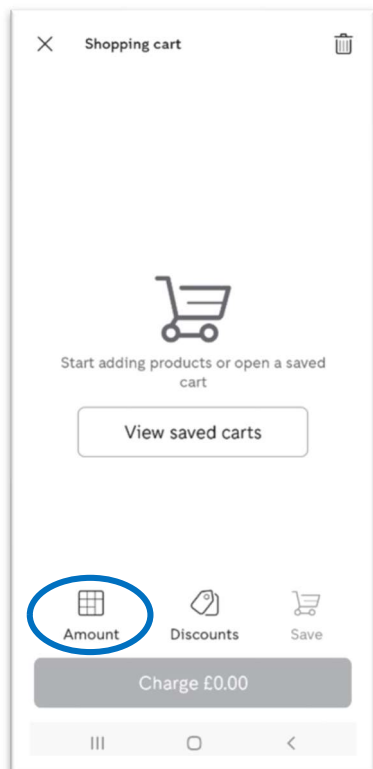 Shopping cart
Start adding products or open a saved
cart
View saved carts
Amount
Discounts
Save
Charge £0.00